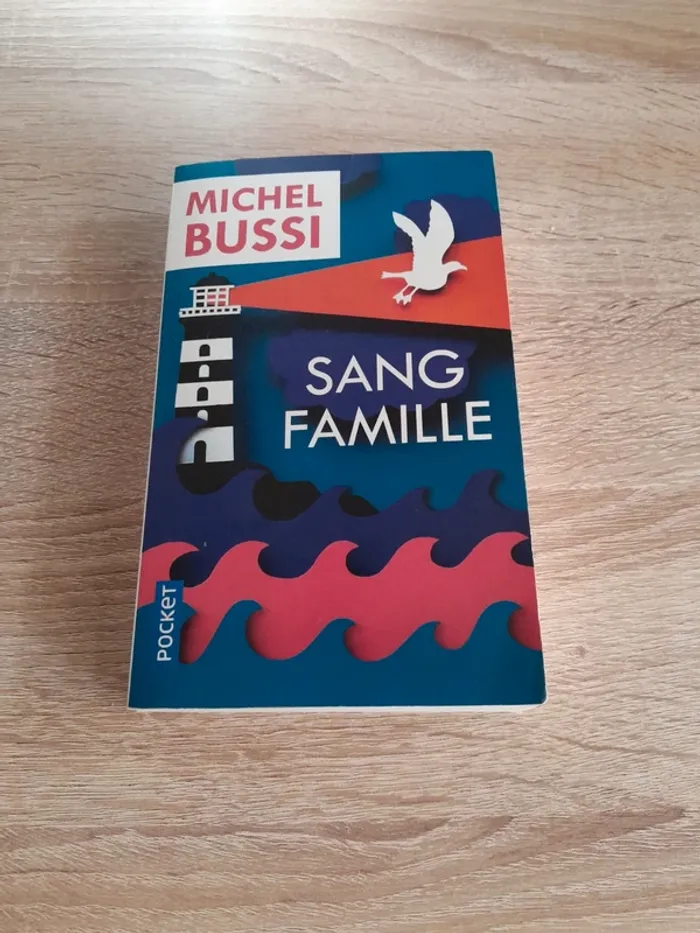 MICHEL
BUSSI
SANG
FAMILLE
POCKET